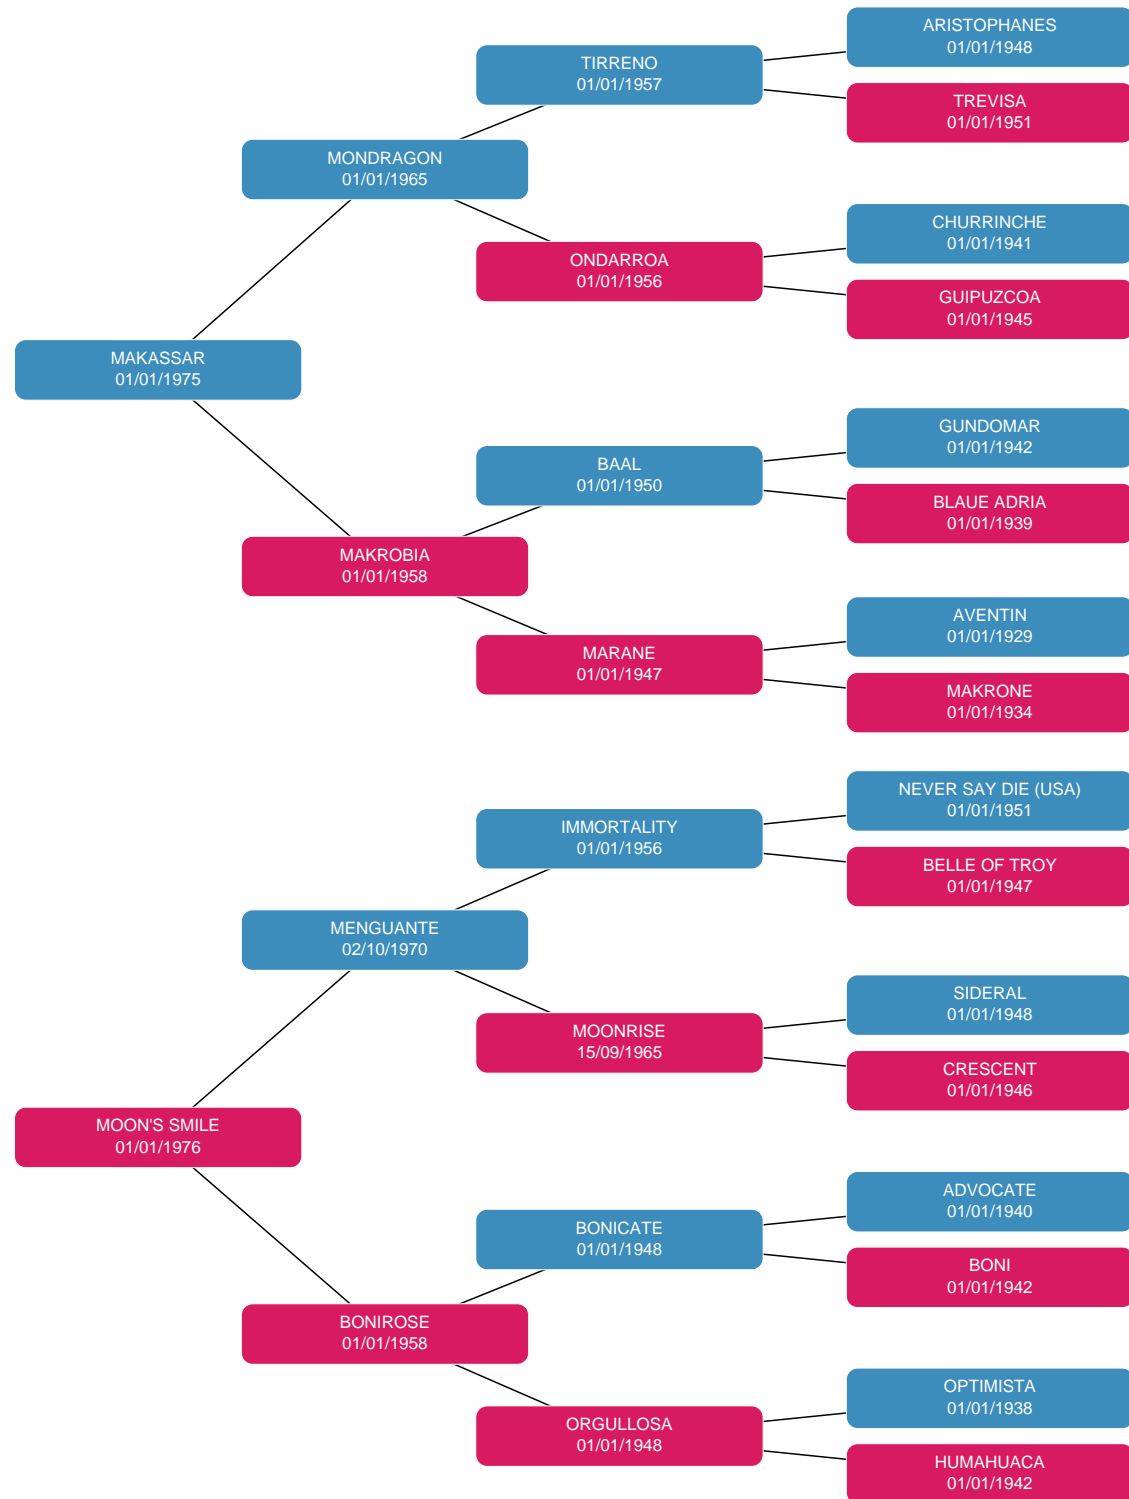 ARISTOPHANES
01/01/1948
TIRRENO
01/01/1957
TREVISA
01/01/1951
MONDRAGON
01/01/1965
CHURRINCHE
01/01/1941
ONDARROA
01/01/1956
GUIPUZCOA
01/01/1945
MAKASSAR
01/01/1975
GUNDOMAR
01/01/1942
BAAL
01/01/1950
BLAUE ADRIA
01/01/1939
MAKROBIA
01/01/1958
AVENTIN
01/01/1929
MARANE
01/01/1947
MAKRONE
01/01/1934
NEVER SAY DIE (USA)
01/01/1951
IMMORTALITY
01/01/1956
BELLE OF TROY
01/01/1947
MENGUANTE
02/10/1970
SIDERAL
01/01/1948
MOONRISE
15/09/1965
CRESCENT
01/01/1946
MOON'S SMILE
01/01/1976
ADVOCATE
01/01/1940
BONICATE
01/01/1948
BONI
01/01/1942
BONIROSE
01/01/1958
OPTIMISTA
01/01/1938
ORGULLOSA
01/01/1948
HUMAHUACA
01/01/1942